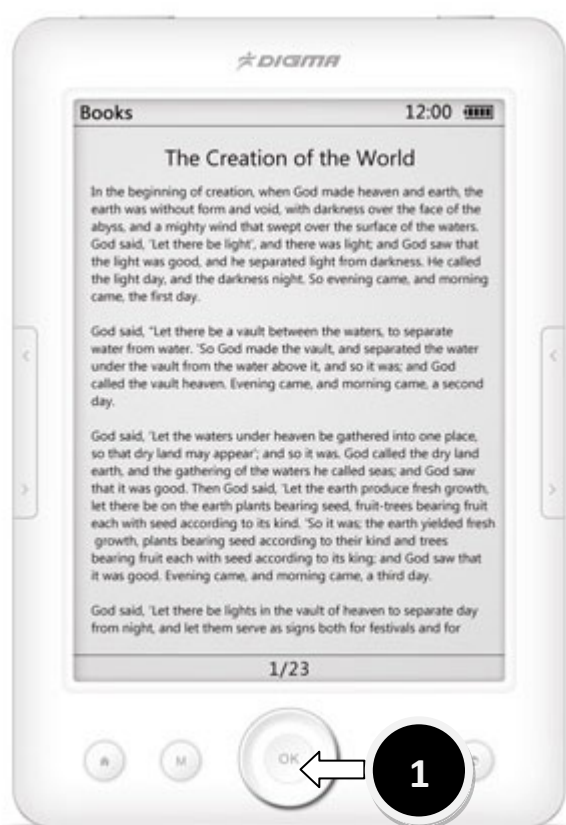 DIGMA
Books 12:00
The Creation of the World
In the beginning of creation, when God made heaven and earth, the
earth was without form and void, with darkness over the face of the
abyss, and a mighty wind that swept over the surface of the waters.
God said, 'Let there be light', and there was light; and God saw that
the light was good, and he separated light from darkness. He called
the light day, and the darkness night. So evening came, and morning
came, the first day.
God said, "Let there be a vault between the waters, to separate
water from water. 'So God made the vault, and separated the water
under the vault from the water above it, and so it was; and God
called the vault heaven. Evening came, and morning came, a second
day.
God said, 'Let the waters under heaven be gathered into one place,
so that dry land may appear'; and so it was. God called the dry land
earth, and the gathering of the waters he called seas; and God saw
that it was good. Then God said, 'Let the earth produce fresh growth,
let there be on the earth plants bearing seed, fruit-trees bearing fruit
each with seed according to its kind. 'So it was; the earth yielded fresh
growth, plants bearing seed according to their kind and trees
bearing fruit each with seed according to its king; and God saw that
it was good. Evening came, and morning came, a third day.
God said, 'Let there be lights in the vault of heaven to separate day
from night, and let them serve as signs both for festivals and for
1/23
M OK 1